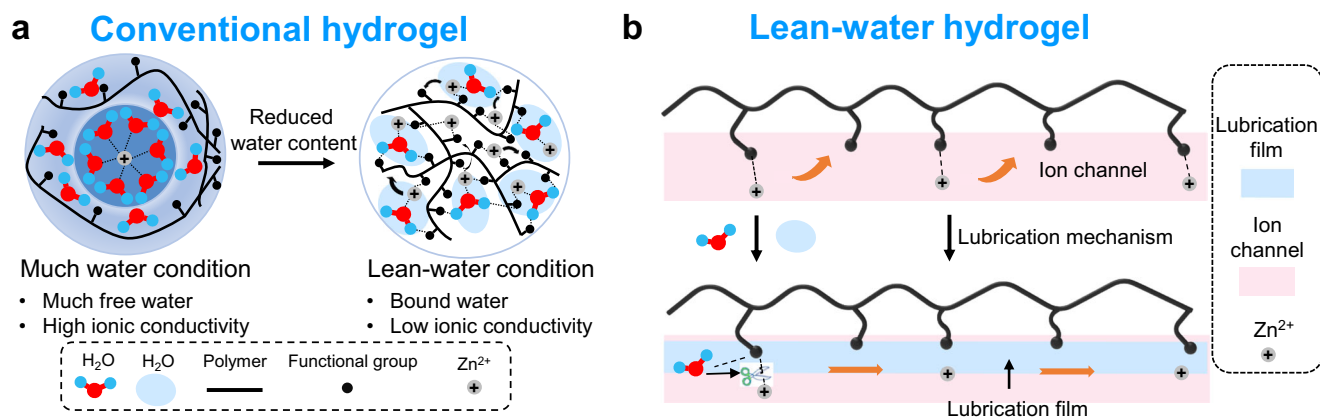 a
Conventional hydrogel
Reduced
water content
Much water condition
• Much free water
• High ionic conductivity
Lean-water condition
• Bound water
• Low ionic conductivity
H₂O
H₂O
Polymer
Functional group
Zn²⁺
b
Lean-water hydrogel
Ion channel
Lubrication mechanism
Lubrication film
Lubrication
film
Ion
channel
Zn²⁺